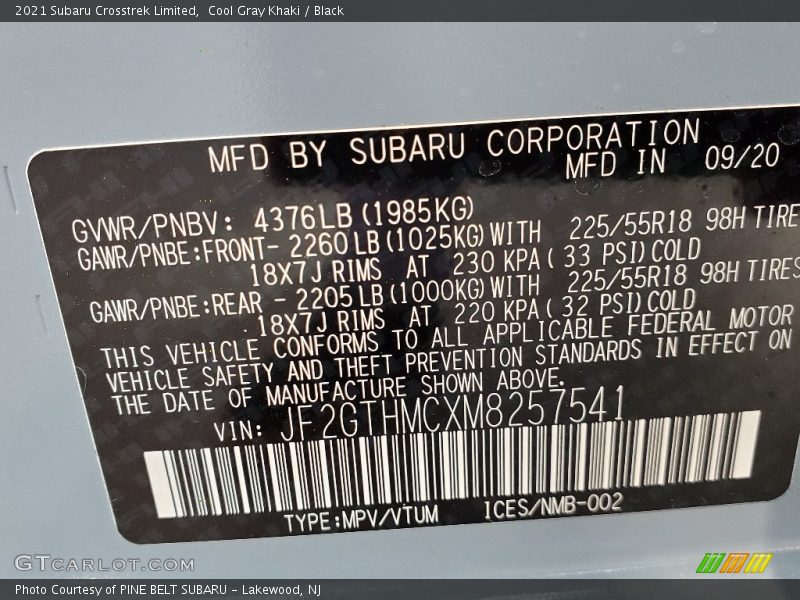 2021 Subaru Crosstrek Limited,  Cool Gray Khaki / Black
MFD BY SUBARU CORPORATION
MFD IN 09/20
GVWR/PNBV: 4376LB (1985KG)
GAWR/PNBE:FRONT- 2260 LB (1025KG) WITH 225/55R18 98H TIRE
18X7J RIMS AT 230 KPA ( 33 PSI) COLD
GAWR/PNBE:REAR - 2205 LB (1000KG) WITH 225/55R18 98H TIRES
18X7J RIMS AT 220 KPA ( 32 PSI) COLD
THIS VEHICLE CONFORMS TO ALL APPLICABLE FEDERAL MOTOR
VEHICLE SAFETY AND THEFT PREVENTION STANDARDS IN EFFECT ON
THE DATE OF MANUFACTURE SHOWN ABOVE.
VIN: JF2GTHMCXM8257541
TYPE:MPV/VTUM ICES/NMB-002
GTCARLOT.COM
Photo Courtesy of PINE BELT SUBARU – Lakewood, NJ